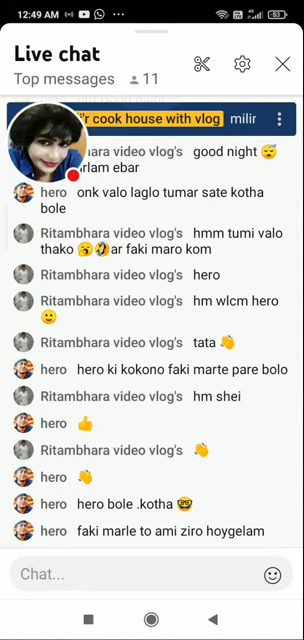 12:49 AM
4G
53
Live chat
Top messages 11
r cook house with vlog milir
hara video vlog's good night 😴
rlam ebar
hero onk valo laglo tumar sate kotha
bole
Ritambhara video vlog's hmm tumi valo
thako 🥱🤣ar faki maro kom
Ritambhara video vlog's hero
Ritambhara video vlog's hm wlcm hero
🙂
Ritambhara video vlog's tata 👋
hero hero ki kokono faki marte pare bolo
Ritambhara video vlog's hm shei
hero 👍
Ritambhara video vlog's 👋
hero 👋
hero hero bole .kotha 🤓
hero faki marle to ami ziro hoygelam
Chat...